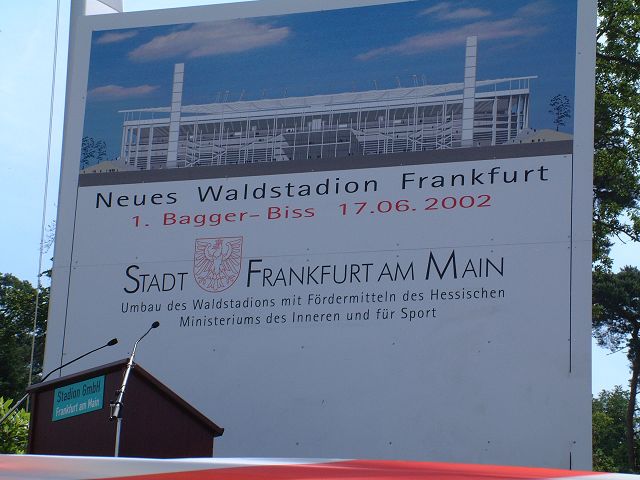 Neues Waldstadion Frankfurt
1. Bagger-Biss 17.06.2002
STADT FRANKFURT AM MAIN
Umbau des Waldstadions mit Fördermitteln des Hessischen
Ministeriums des Inneren und für Sport
Stadion GmbH
Frankfurt am Main